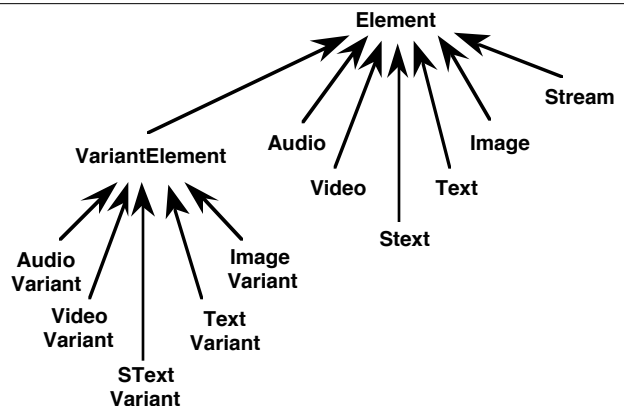 Element
Stream
Audio
Image
VariantElement
Video
Text
Stext
Audio
Variant
Image
Variant
Video
Variant
Text
Variant
SText
Variant